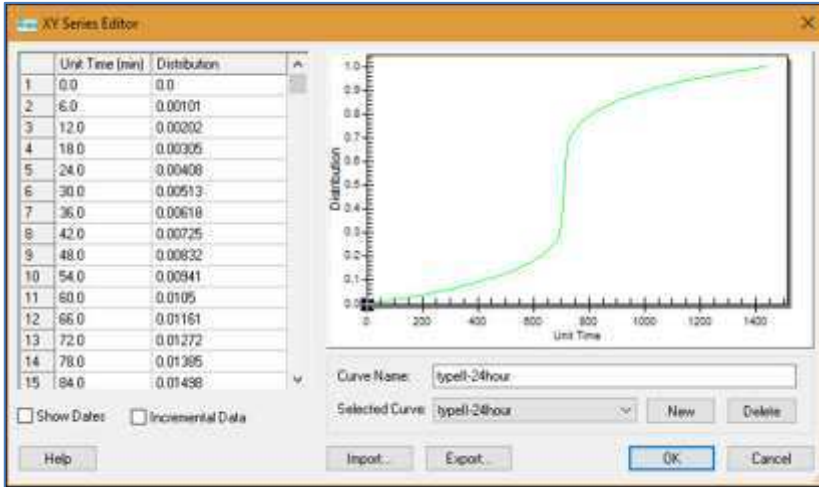 XY Series Editor
Unit Time (min) Distribution
1 0.0 0.0
2 6.0 0.00101
3 12.0 0.00202
4 18.0 0.00305
5 24.0 0.00408
6 30.0 0.00513
7 36.0 0.00618
8 42.0 0.00725
9 48.0 0.00832
10 54.0 0.00941
11 60.0 0.0105
12 66.0 0.01161
13 72.0 0.01272
14 78.0 0.01385
15 84.0 0.01498
Show Dates Incremental Data
Help
Distribution
1.0
0.9
0.8
0.7
0.6
0.5
0.4
0.3
0.2
0.1
0.0
0 200 400 600 800 1000 1200 1400
Unit Time
Curve Name: typeII-24hour
Selected Curve: typeII-24hour New Delete
Import... Export... OK Cancel